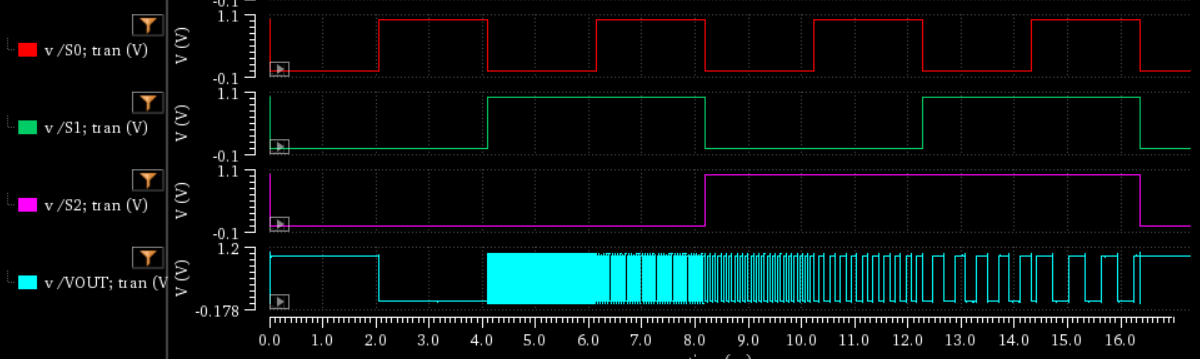 -0.1
1.1
v /S0; tran (V)
V (V)
-0.1
1.1
v /S1; tran (V)
V (V)
-0.1
1.1
v /S2; tran (V)
V (V)
-0.1
1.2
v /VOUT; tran (V
V (V)
-0.178
0.0 1.0 2.0 3.0 4.0 5.0 6.0 7.0 8.0 9.0 10.0 11.0 12.0 13.0 14.0 15.0 16.0